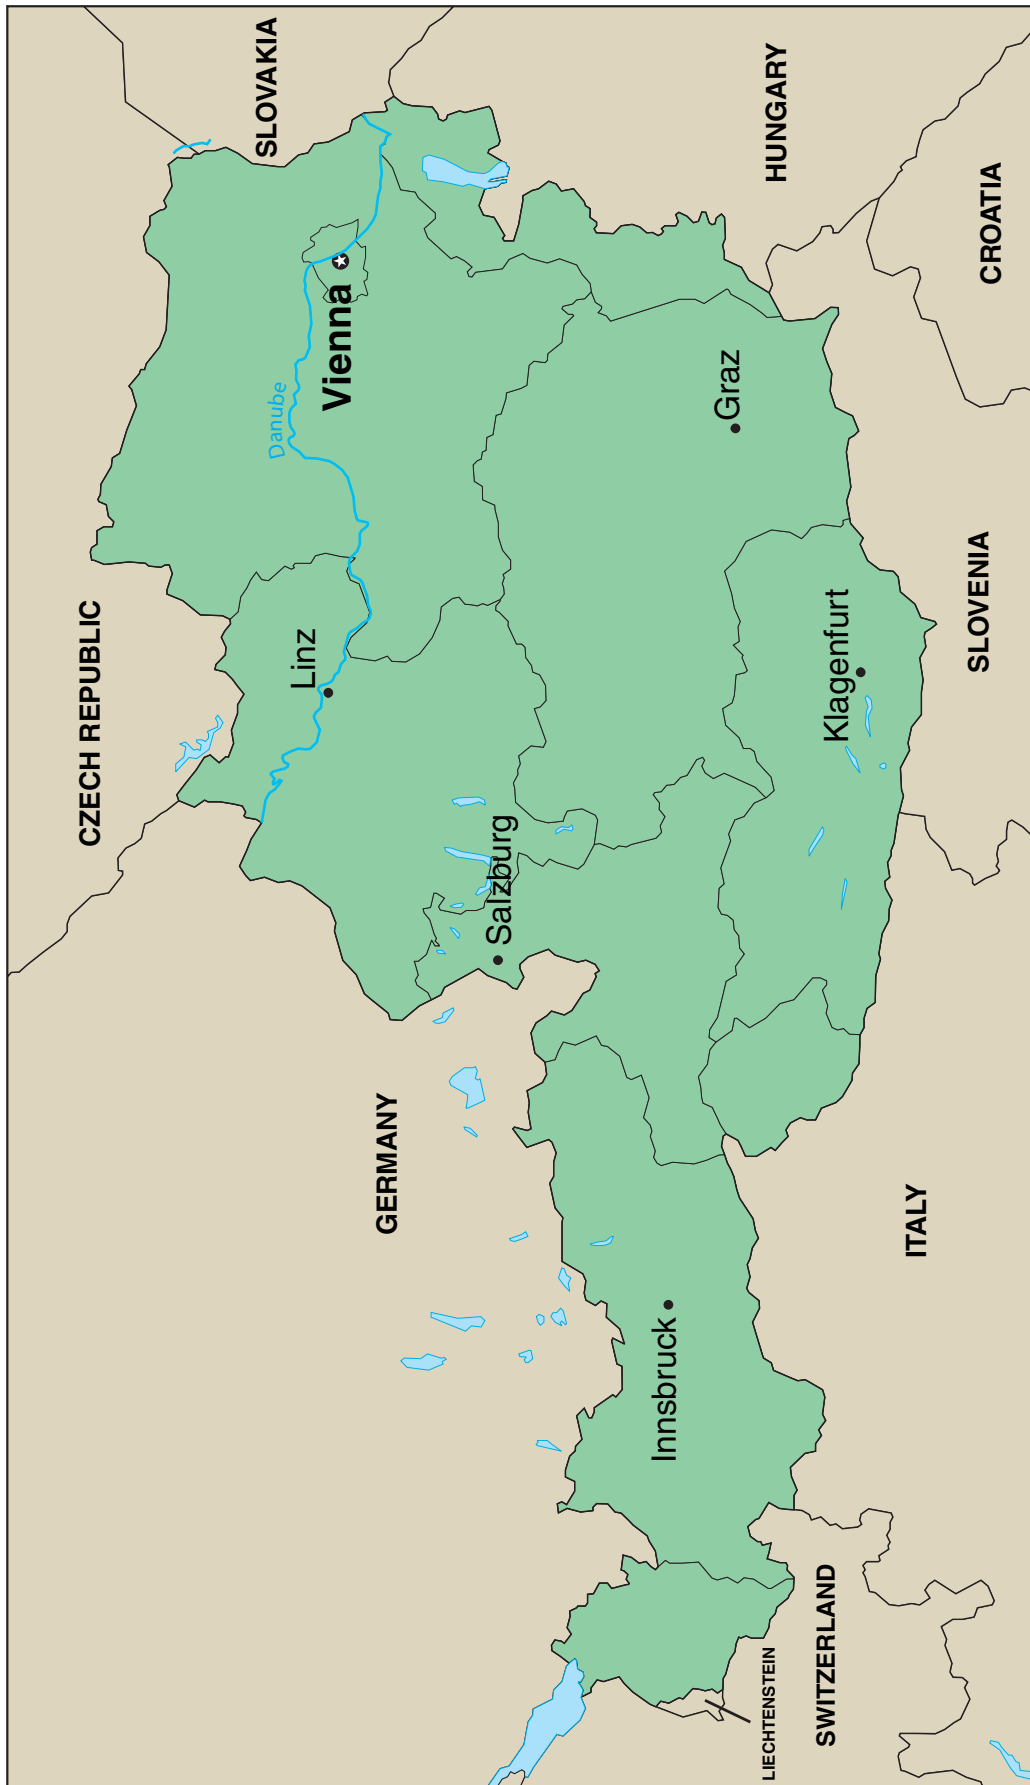 CZECH REPUBLIC
SLOVAKIA
Danube
Linz
Vienna
GERMANY
Salzburg
HUNGARY
Innsbruck
Graz
LIECHTENSTEIN
SWITZERLAND
Klagenfurt
ITALY
SLOVENIA
CROATIA